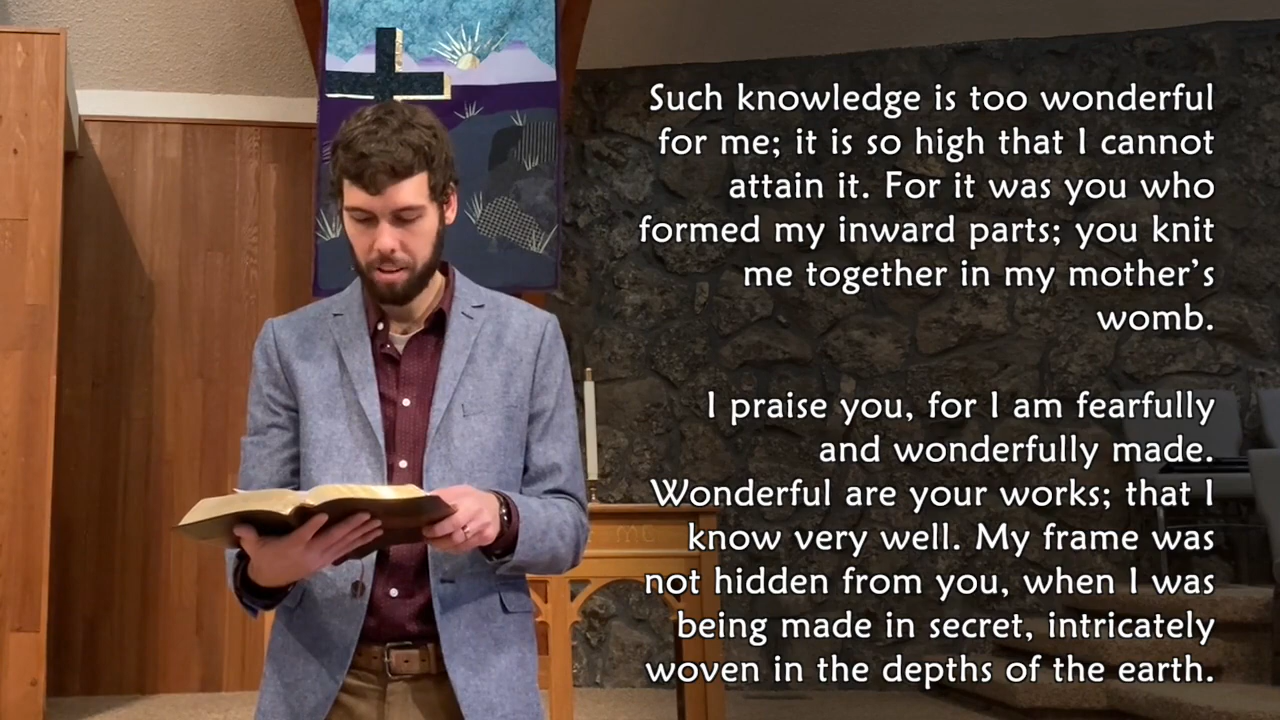 Such knowledge is too wonderful
for me; it is so high that I cannot
attain it. For it was you who
formed my inward parts; you knit
me together in my mother's
womb.
I praise you, for I am fearfully
and wonderfully made.
Wonderful are your works; that I
know very well. My frame was
not hidden from you, when I was
being made in secret, intricately
woven in the depths of the earth.